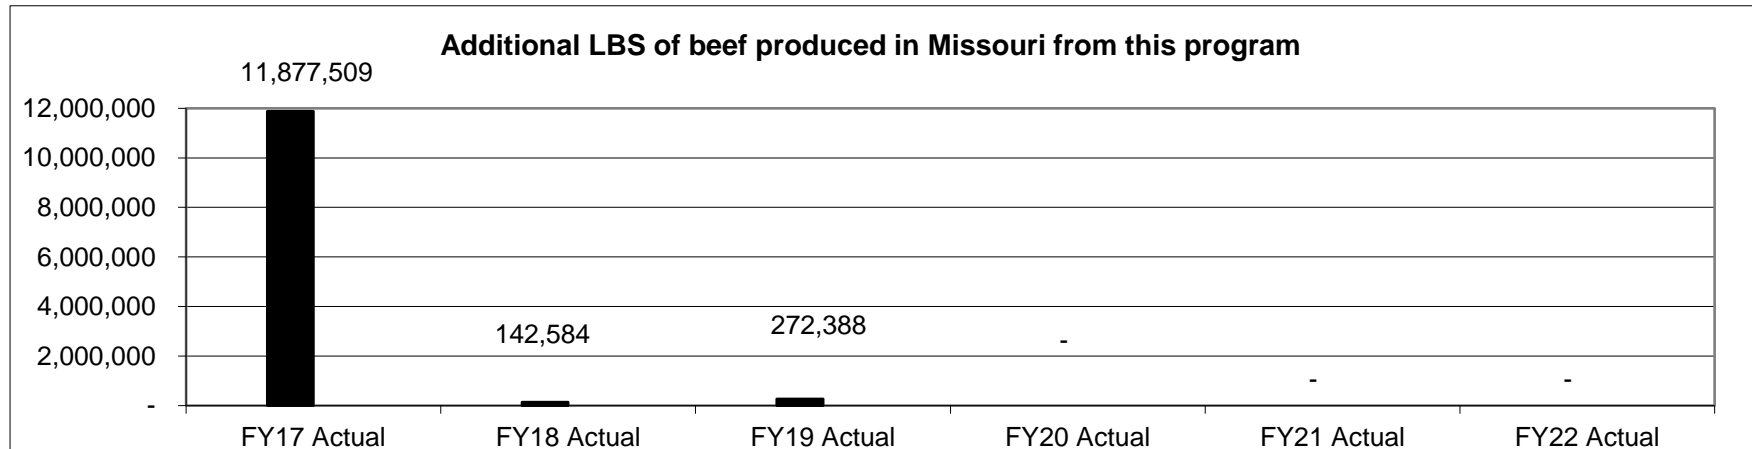 Additional LBS of beef produced in Missouri from this program
11,877,509
12,000,000
10,000,000
8,000,000
6,000,000
4,000,000
2,000,000
-
142,584
272,388
-
-
-
FY17 Actual
FY18 Actual
FY19 Actual
FY20 Actual
FY21 Actual
FY22 Actual